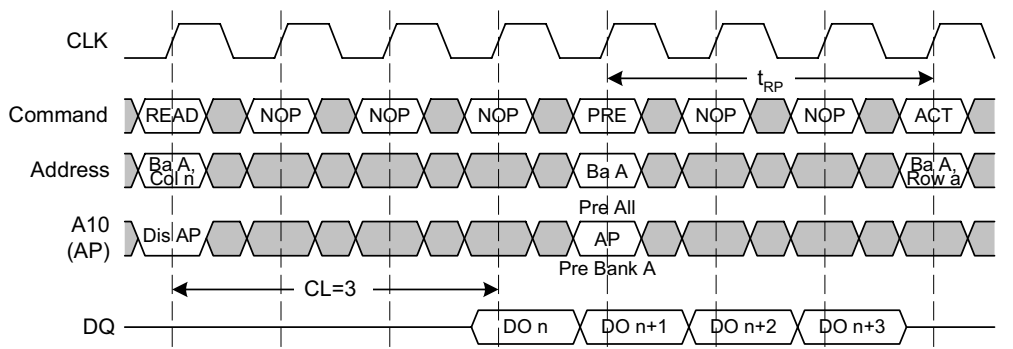 CLK
t_RP
Command READ NOP NOP NOP PRE NOP NOP ACT
Address Ba A, Col n Ba A Ba A, Row a
Pre All
A10 (AP) Dis AP AP
Pre Bank A
CL=3
DQ DO n DO n+1 DO n+2 DO n+3